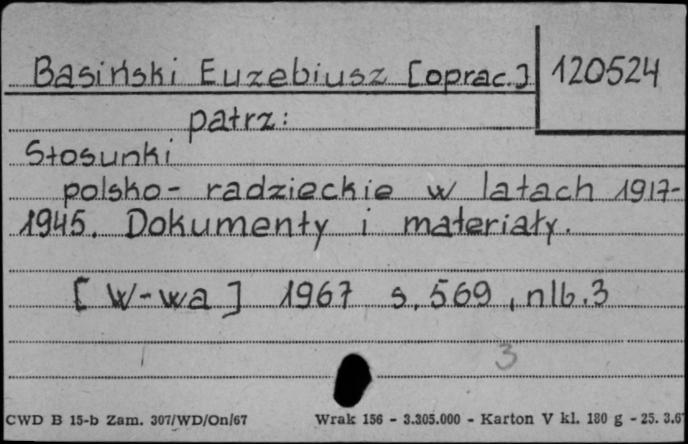 Basiński Euzebiusz [oprac.] 120524
patrz:
Stosunki
polsko-radzieckie w latach 1917-
1945. Dokumenty i materiały.
[W-wa] 1967 s. 569, nlb. 3
3
CWD B 15-b Zam. 307/WD/On/67 Wrak 156 - 3.305.000 - Karton V kl. 180 g - 25. 3.67